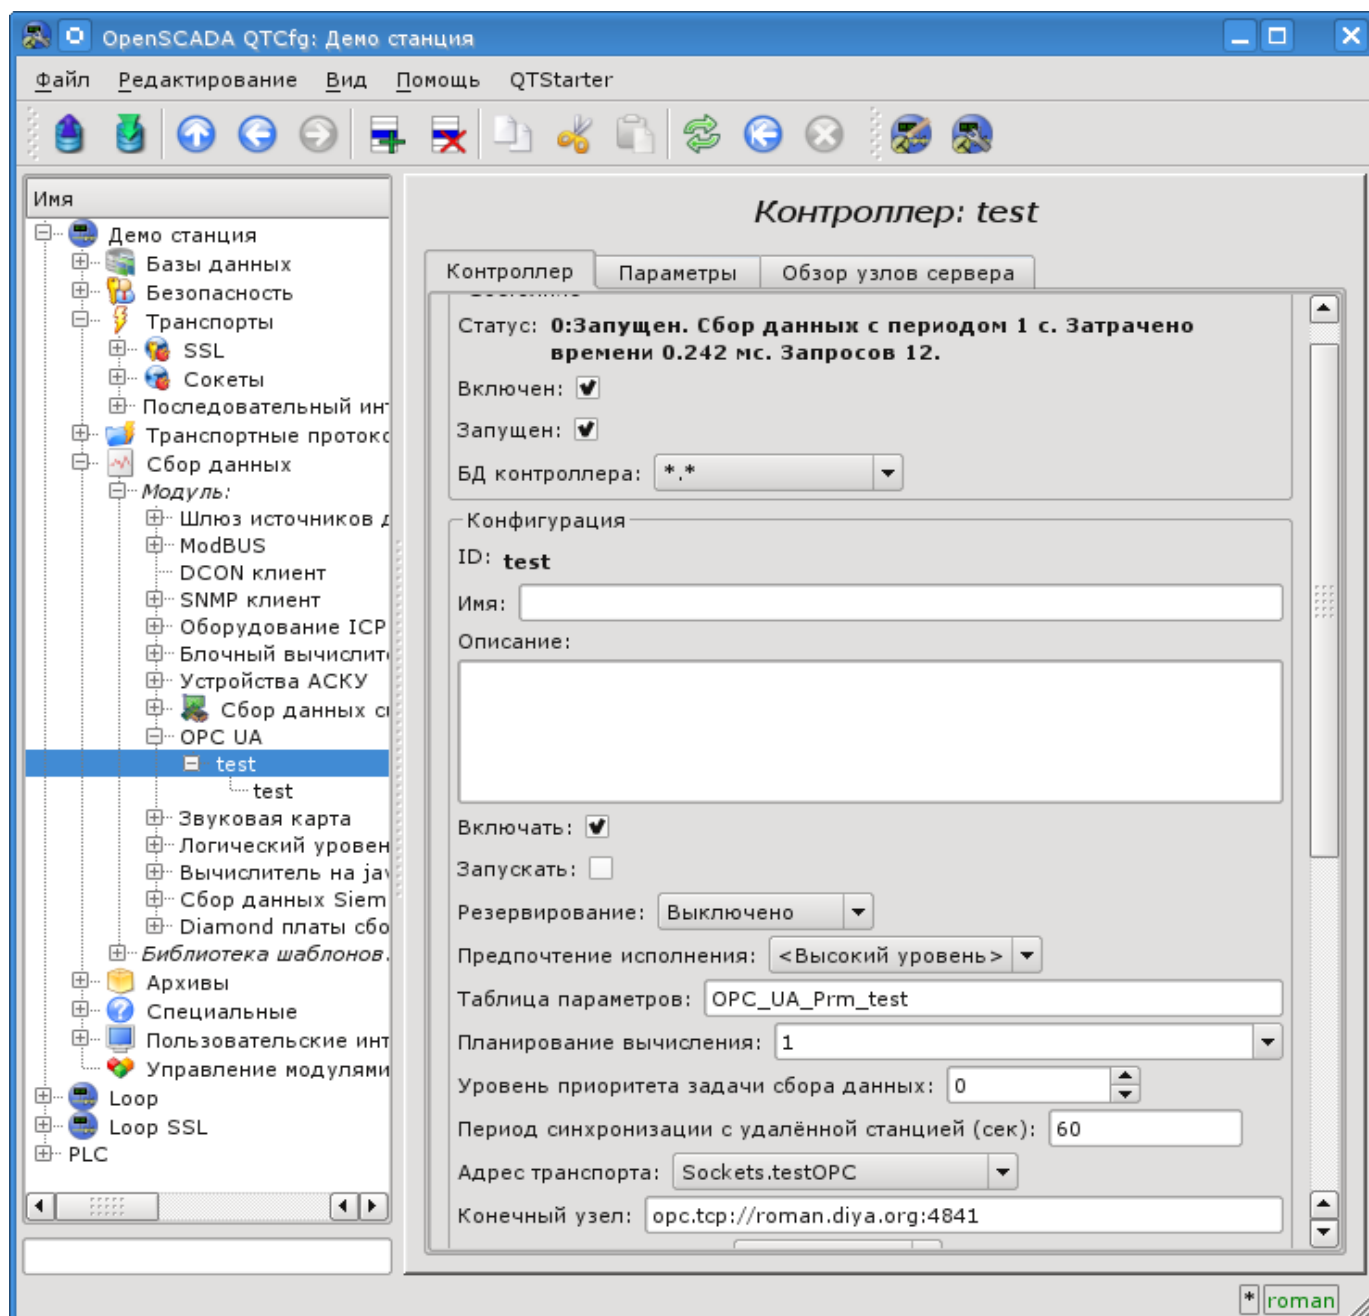 OpenSCADA QTCfg: Демо станция
Файл Редактирование Вид Помощь QTStarter
Имя
Демо станция
Базы данных
Безопасность
Транспорты
SSL
Сокеты
Последовательный инт
Транспортные протокс
Сбор данных
Модуль:
Шлюз источников д
ModBUS
DCON клиент
SNMP клиент
Оборудование ICP
Блочный вычислит
Устройства АСКУ
Сбор данных си
OPC UA
test
test
Звуковая карта
Логический уровен
Вычислитель на jav
Сбор данных Siem
Diamond платы сбо
Библиотека шаблонов.
Архивы
Специальные
Пользовательские инт
Управление модулями
Loop
Loop SSL
PLC
Контроллер: test
Контроллер Параметры Обзор узлов сервера
Статус: 0:Запущен. Сбор данных с периодом 1 с. Затрачено
времени 0.242 мс. Запросов 12.
Включен:
Запущен:
БД контроллера: *.*
Конфигурация
ID: test
Имя:
Описание:
Включать:
Запускать:
Резервирование: Выключено
Предпочтение исполнения: <Высокий уровень>
Таблица параметров: OPC_UA_Prm_test
Планирование вычисления: 1
Уровень приоритета задачи сбора данных: 0
Период синхронизации с удалённой станцией (сек): 60
Адрес транспорта: Sockets.testOPC
Конечный узел: opc.tcp://roman.diya.org:4841
* roman